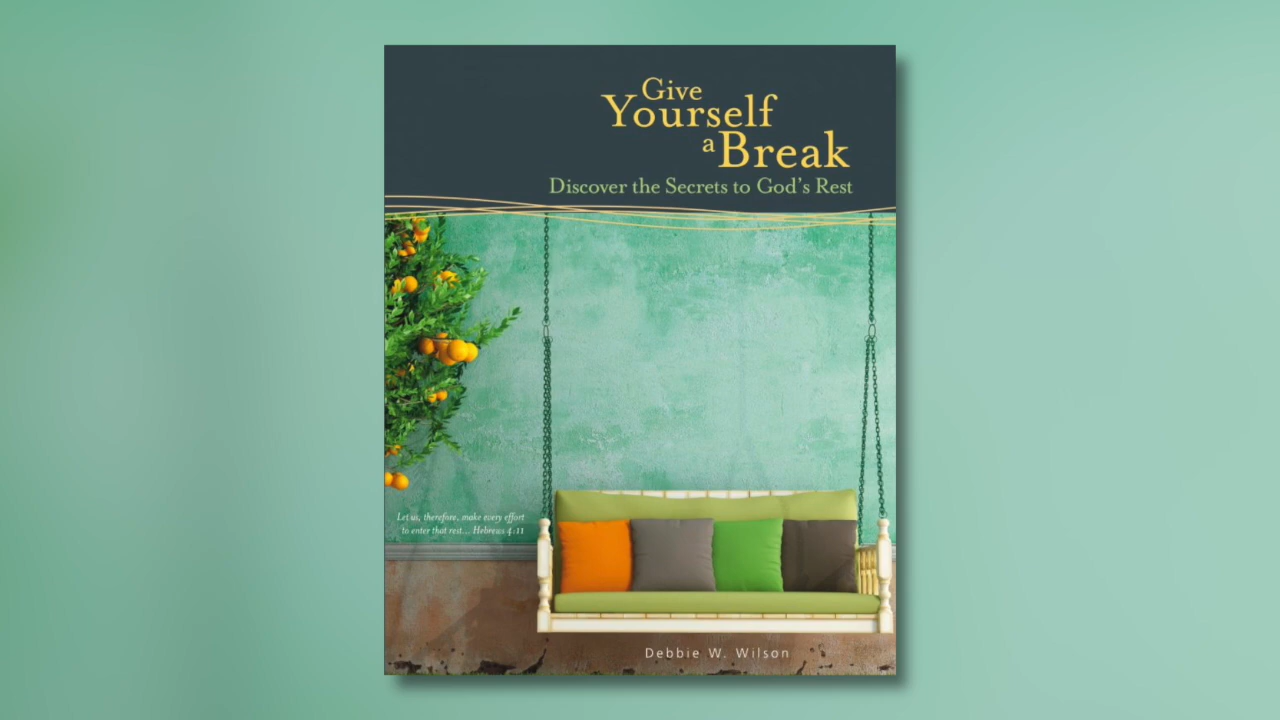 Give
Yourself
a Break
Discover the Secrets to God's Rest
Let us, therefore, make every effort
to enter that rest... Hebrews 4:11
Debbie W. Wilson